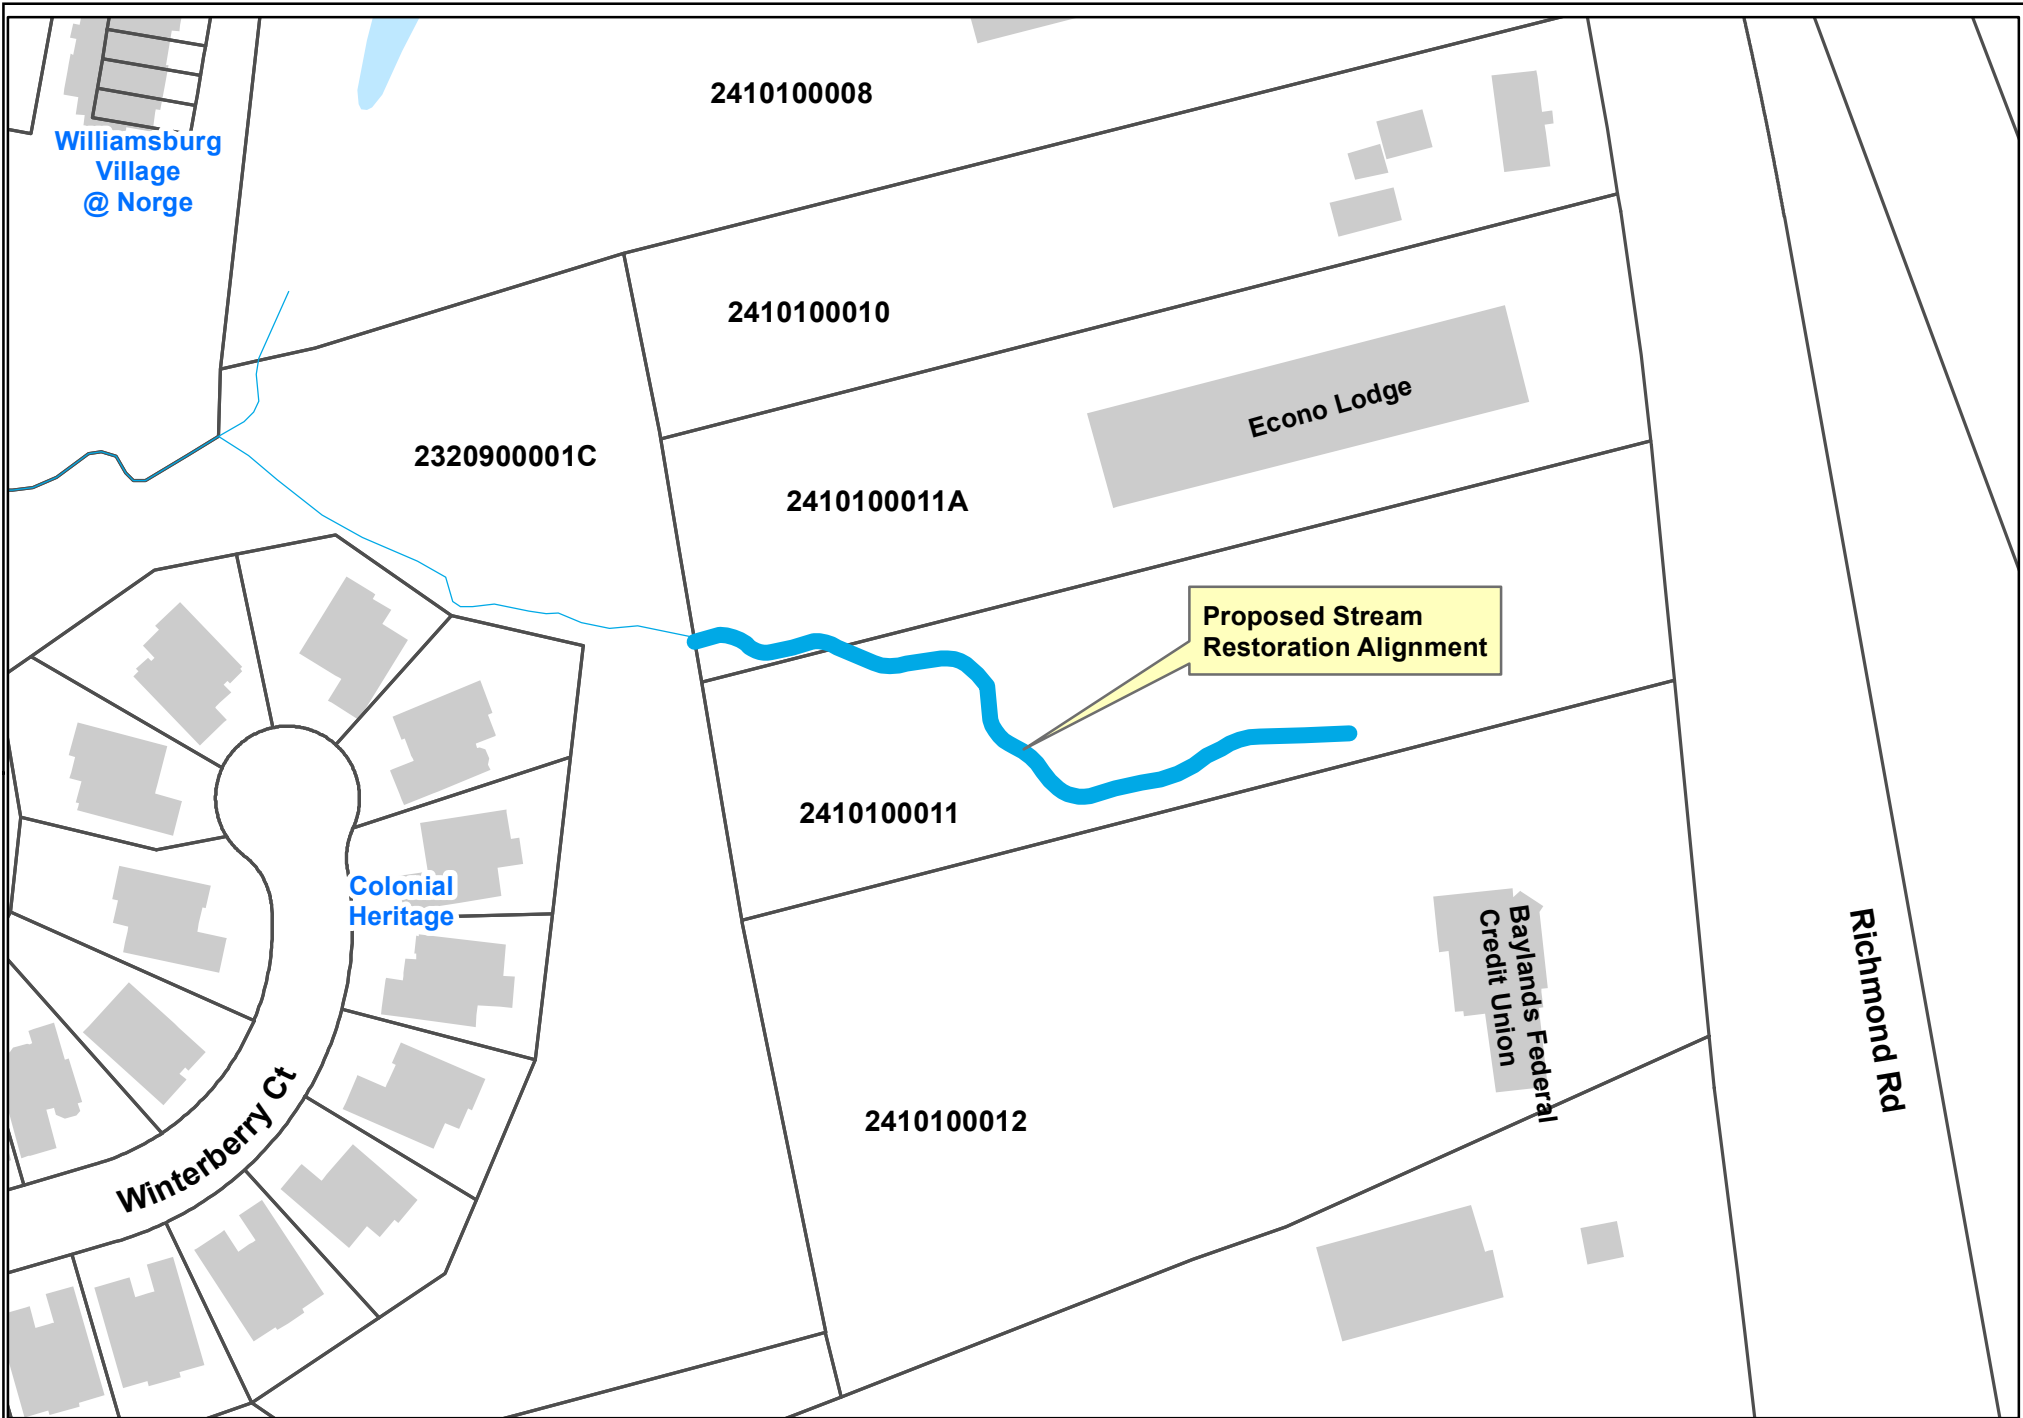 2410100008
Williamsburg
Village
@ Norge
2410100010
Econo Lodge
2320900001C
2410100011A
Proposed Stream
Restoration Alignment
2410100011
Colonial
Heritage
Baylands Federal
Credit Union
Richmond Rd
Winterberry Ct
2410100012